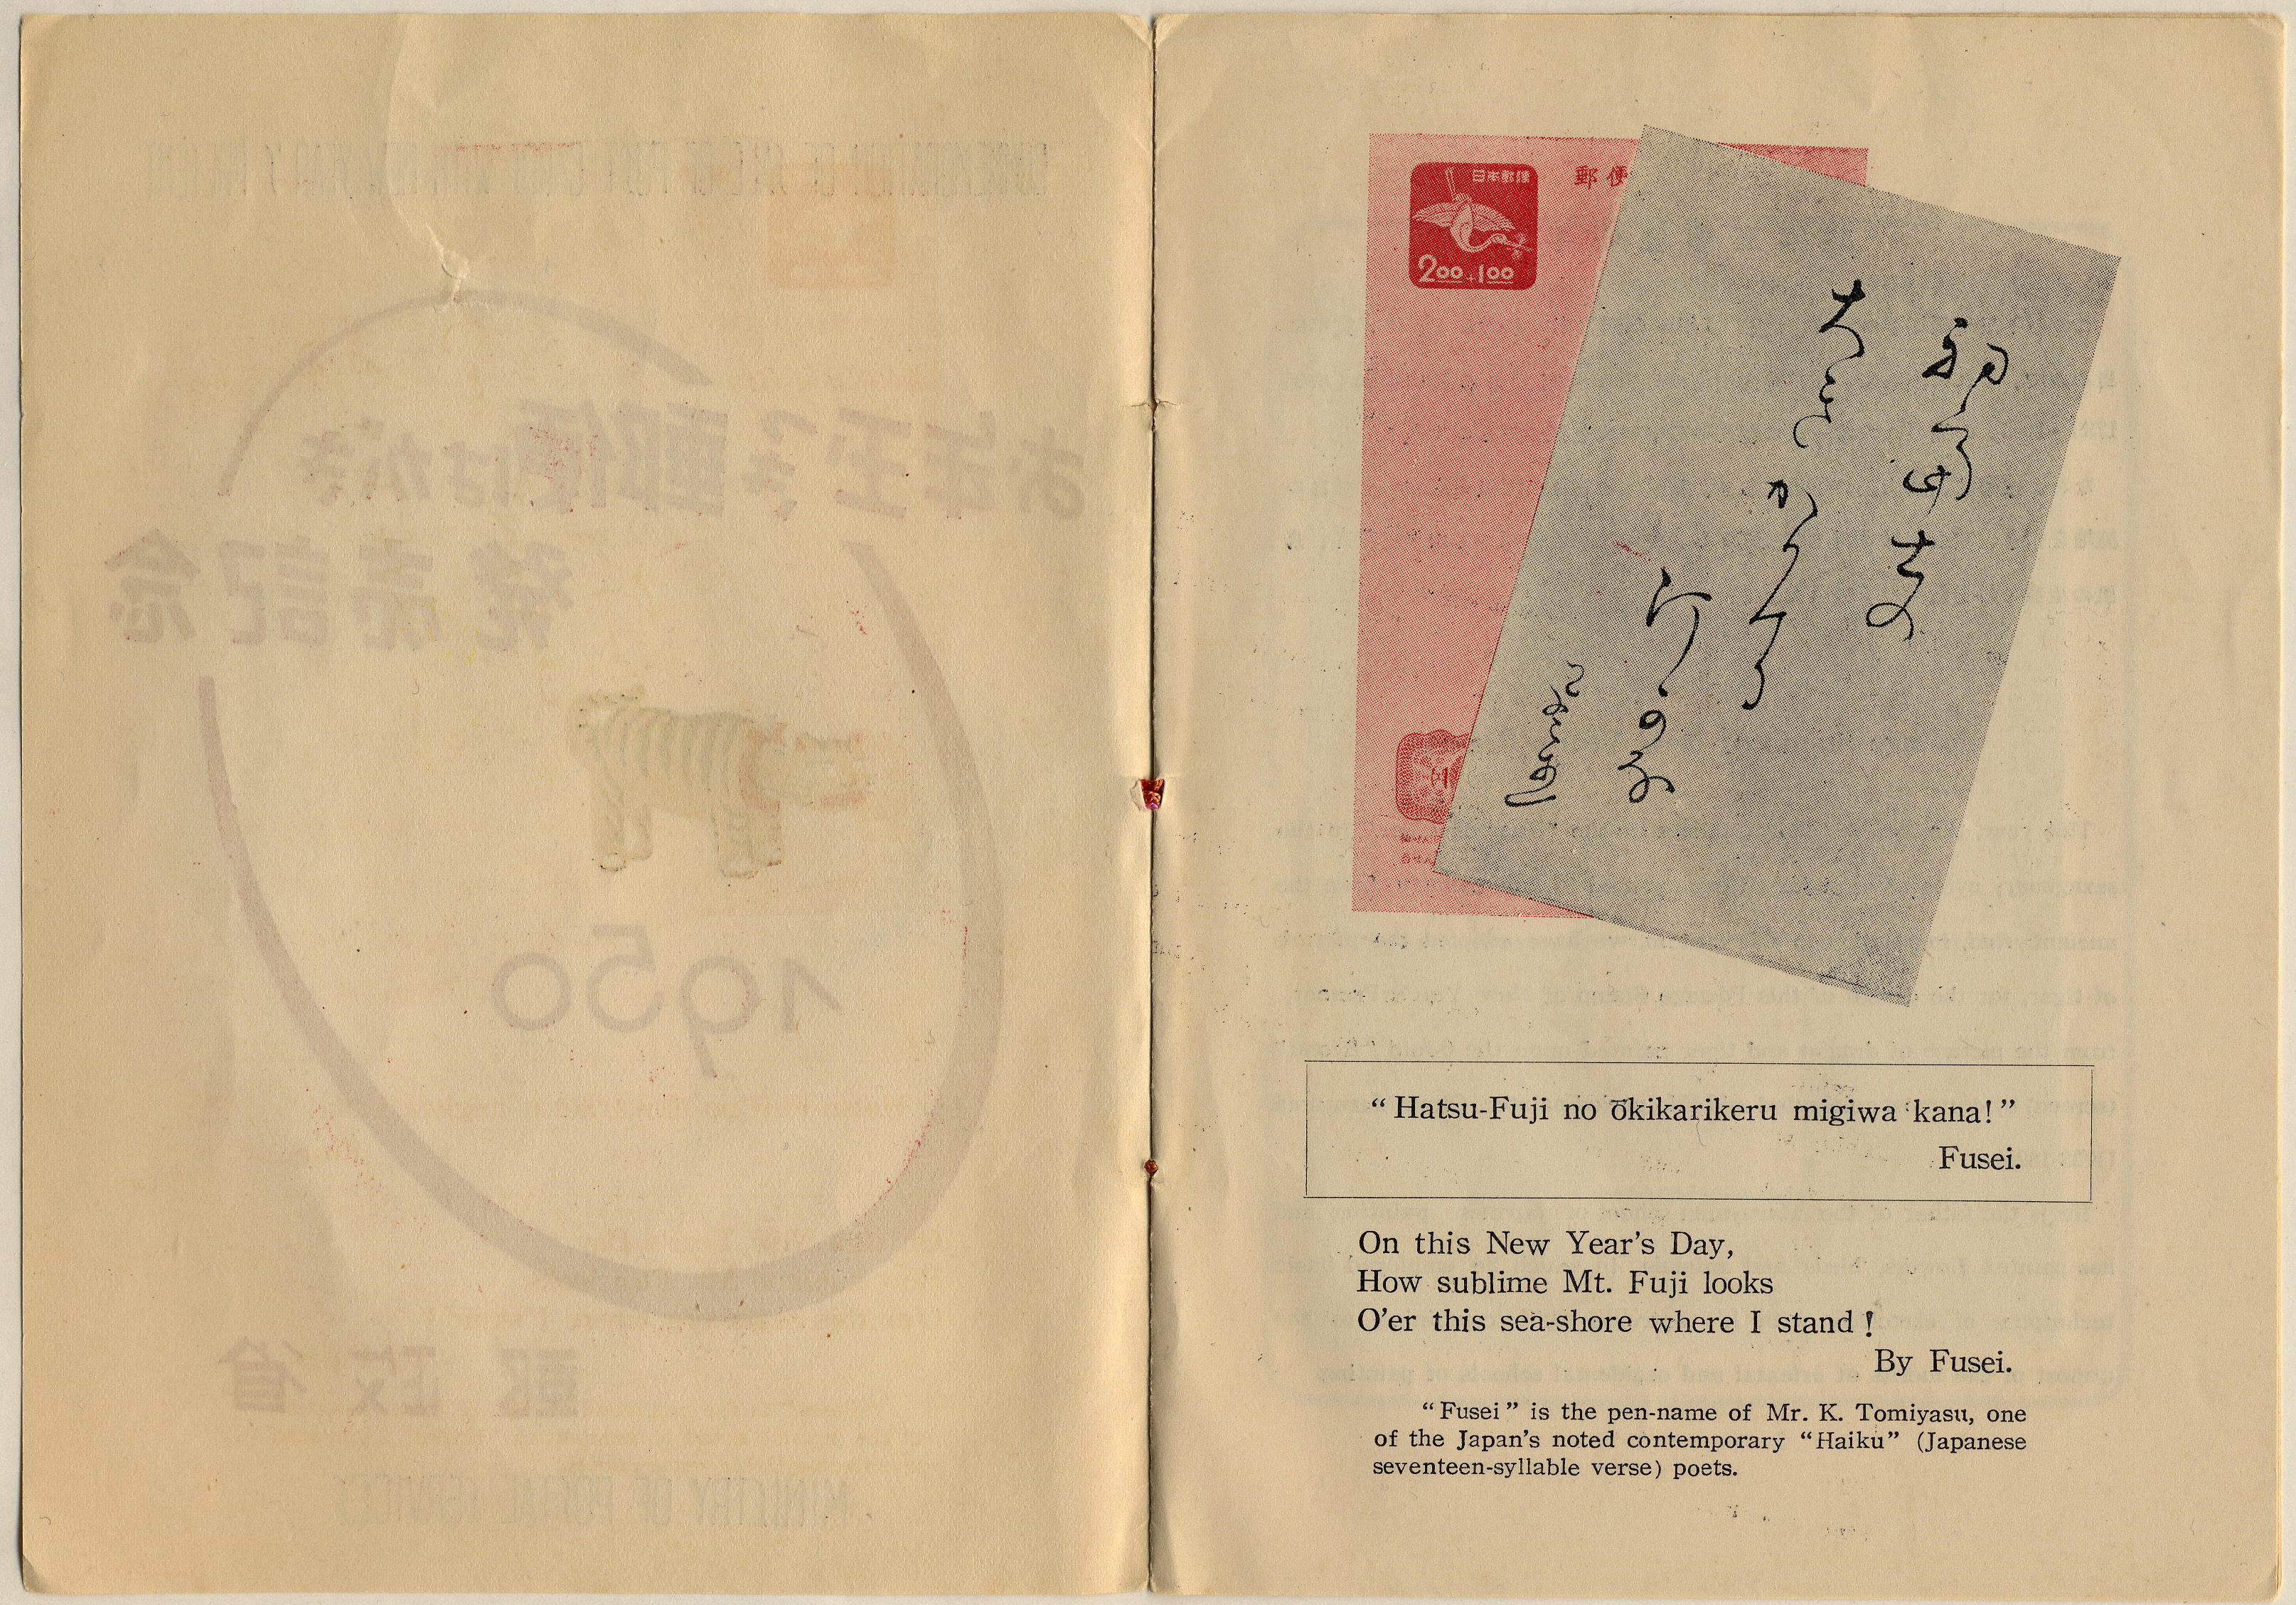 日本郵便
2.00+1.00
郵便
初富士の
大きかりける
汀かな
“Hatsu-Fuji no ōkikarikeru migiwa kana!”
Fusei.
On this New Year’s Day,
How sublime Mt. Fuji looks
O’er this sea-shore where I stand!
By Fusei.
“Fusei” is the pen-name of Mr. K. Tomiyasu, one
of the Japan’s noted contemporary “Haiku” (Japanese
seventeen-syllable verse) poets.